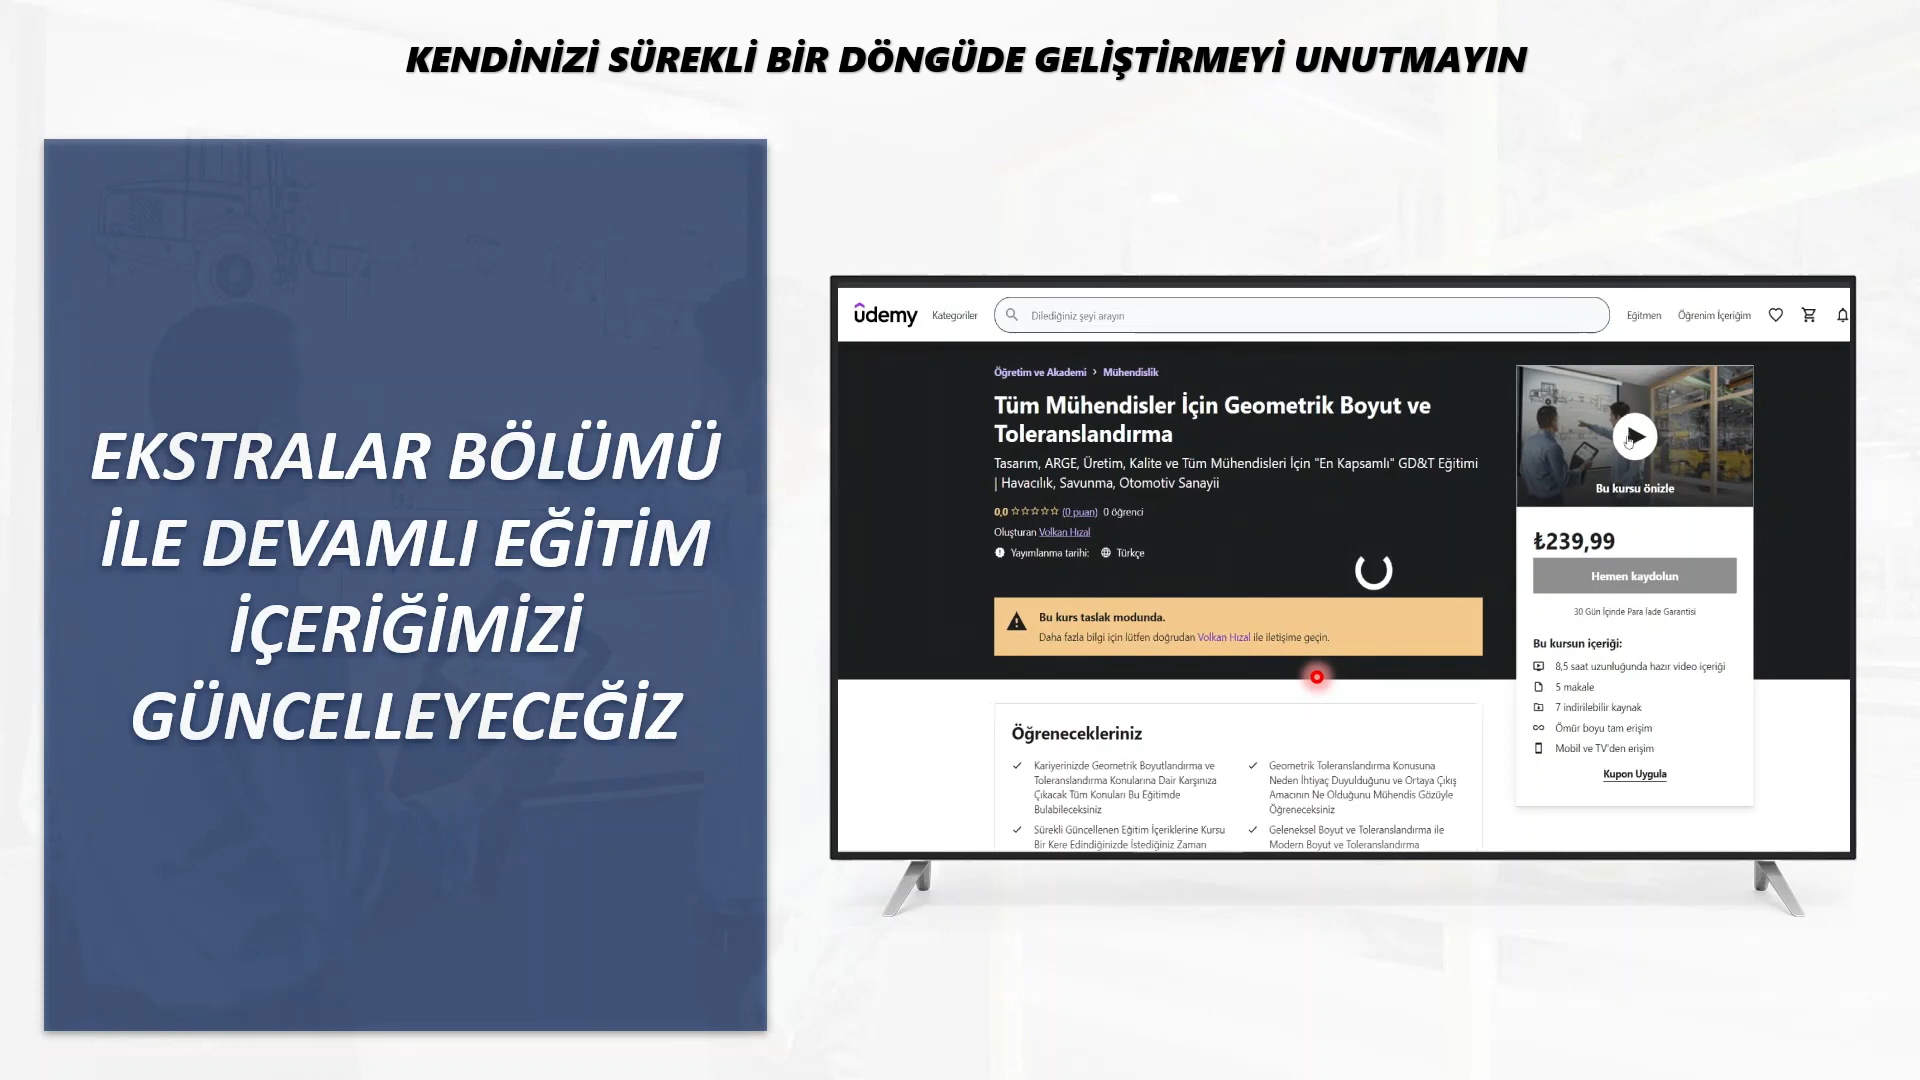 KENDİNİZİ SÜREKLİ BİR DÖNGÜDE GELİŞTİRMEYİ UNUTMAYIN
EKSTRALAR BÖLÜMÜ
İLE DEVAMLI EĞİTİM
İÇERİĞİMİZİ
GÜNCELLEYECEĞİZ
ûdemy
Kategoriler
Dilediğiniz şeyi arayın
Eğitmen
Öğrenim İçeriğim
Öğretim ve Akademi > Mühendislik
Tüm Mühendisler İçin Geometrik Boyut ve
Toleranslandırma
Tasarım, ARGE, Üretim, Kalite ve Tüm Mühendisleri İçin "En Kapsamlı" GD&T Eğitimi
| Havacılık, Savunma, Otomotiv Sanayii
0,0 ☆☆☆☆☆ (0 puan) 0 öğrenci
Oluşturan Volkan Hızal
Yayımlanma tarihi: Türkçe
Bu kurs taslak modunda.
Daha fazla bilgi için lütfen doğrudan Volkan Hızal ile iletişime geçin.
Bu kursu önizle
₺239,99
Hemen kaydolun
30 Gün İçinde Para İade Garantisi
Bu kursun içeriği:
8,5 saat uzunluğunda hazır video içeriği
5 makale
7 indirilebilir kaynak
Ömür boyu tam erişim
Mobil ve TV'den erişim
Kupon Uygula
Öğrenecekleriniz
Kariyerinizde Geometrik Boyutlandırma ve
Toleranslandırma Konularına Dair Karşınıza
Çıkacak Tüm Konuları Bu Eğitimde
Bulabileceksiniz
Sürekli Güncellenen Eğitim İçeriklerine Kursu
Bir Kere Edindiğinizde İstediğiniz Zaman
Geometrik Toleranslandırma Konusuna
Neden İhtiyaç Duyulduğunu ve Ortaya Çıkış
Amacının Ne Olduğunu Mühendis Gözüyle
Öğreneceksiniz
Geleneksel Boyut ve Toleranslandırma ile
Modern Boyut ve Toleranslandırma